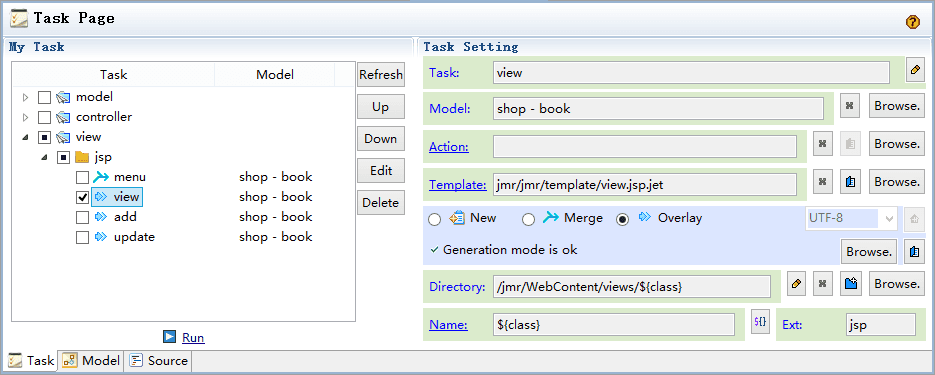 Task Page
My Task
Task Model
model
controller
view
jsp
menu shop - book
view shop - book
add shop - book
update shop - book
Refresh
Up
Down
Edit
Delete
Run
Task Setting
Task: view
Model: shop - book Browse.
Action:
Template: jmr/jmr/template/view.jsp.jet
New Merge Overlay UTF-8
Generation mode is ok Browse.
Directory: /jmr/WebContent/views/${class} Browse.
Name: ${class} ${} Ext: jsp
Browse.
Browse.
Task Model Source